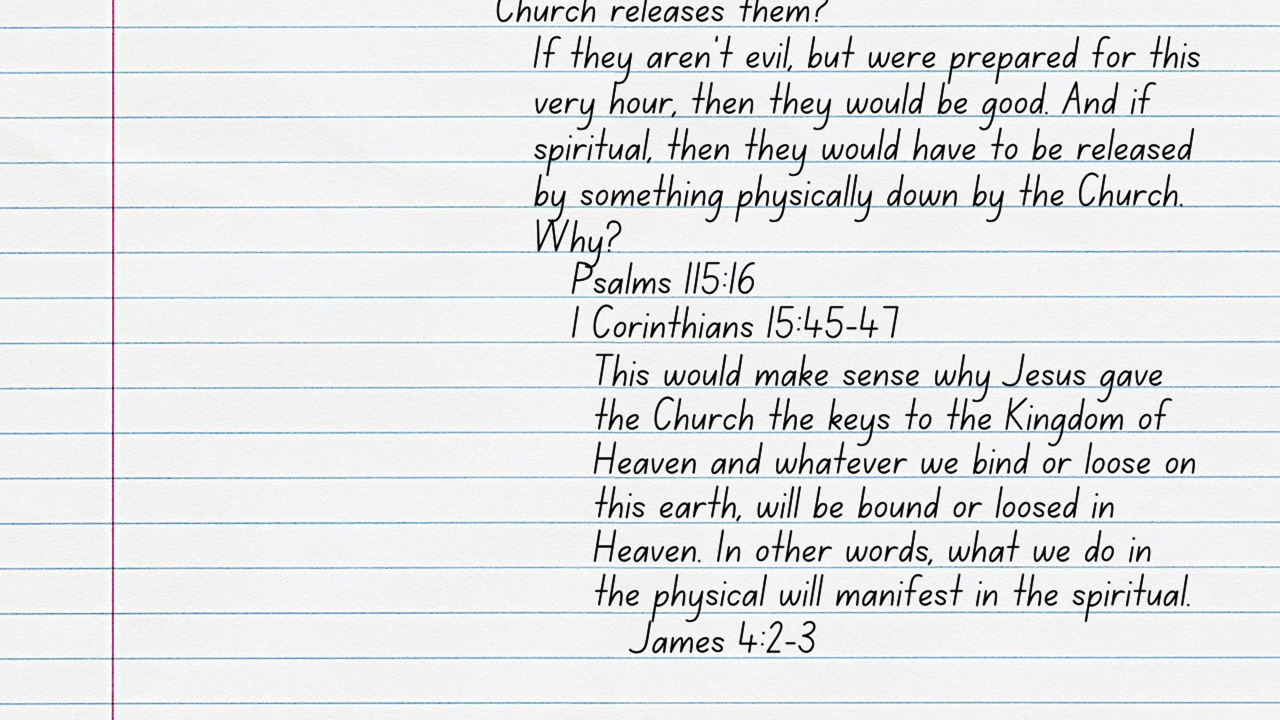 Church releases them?
If they aren't evil, but were prepared for this
very hour, then they would be good. And if
spiritual, then they would have to be released
by something physically down by the Church.
Why?
Psalms 115:16
1 Corinthians 15:45-47
This would make sense why Jesus gave
the Church the keys to the Kingdom of
Heaven and whatever we bind or loose on
this earth, will be bound or loosed in
Heaven. In other words, what we do in
the physical will manifest in the spiritual.
James 4:2-3